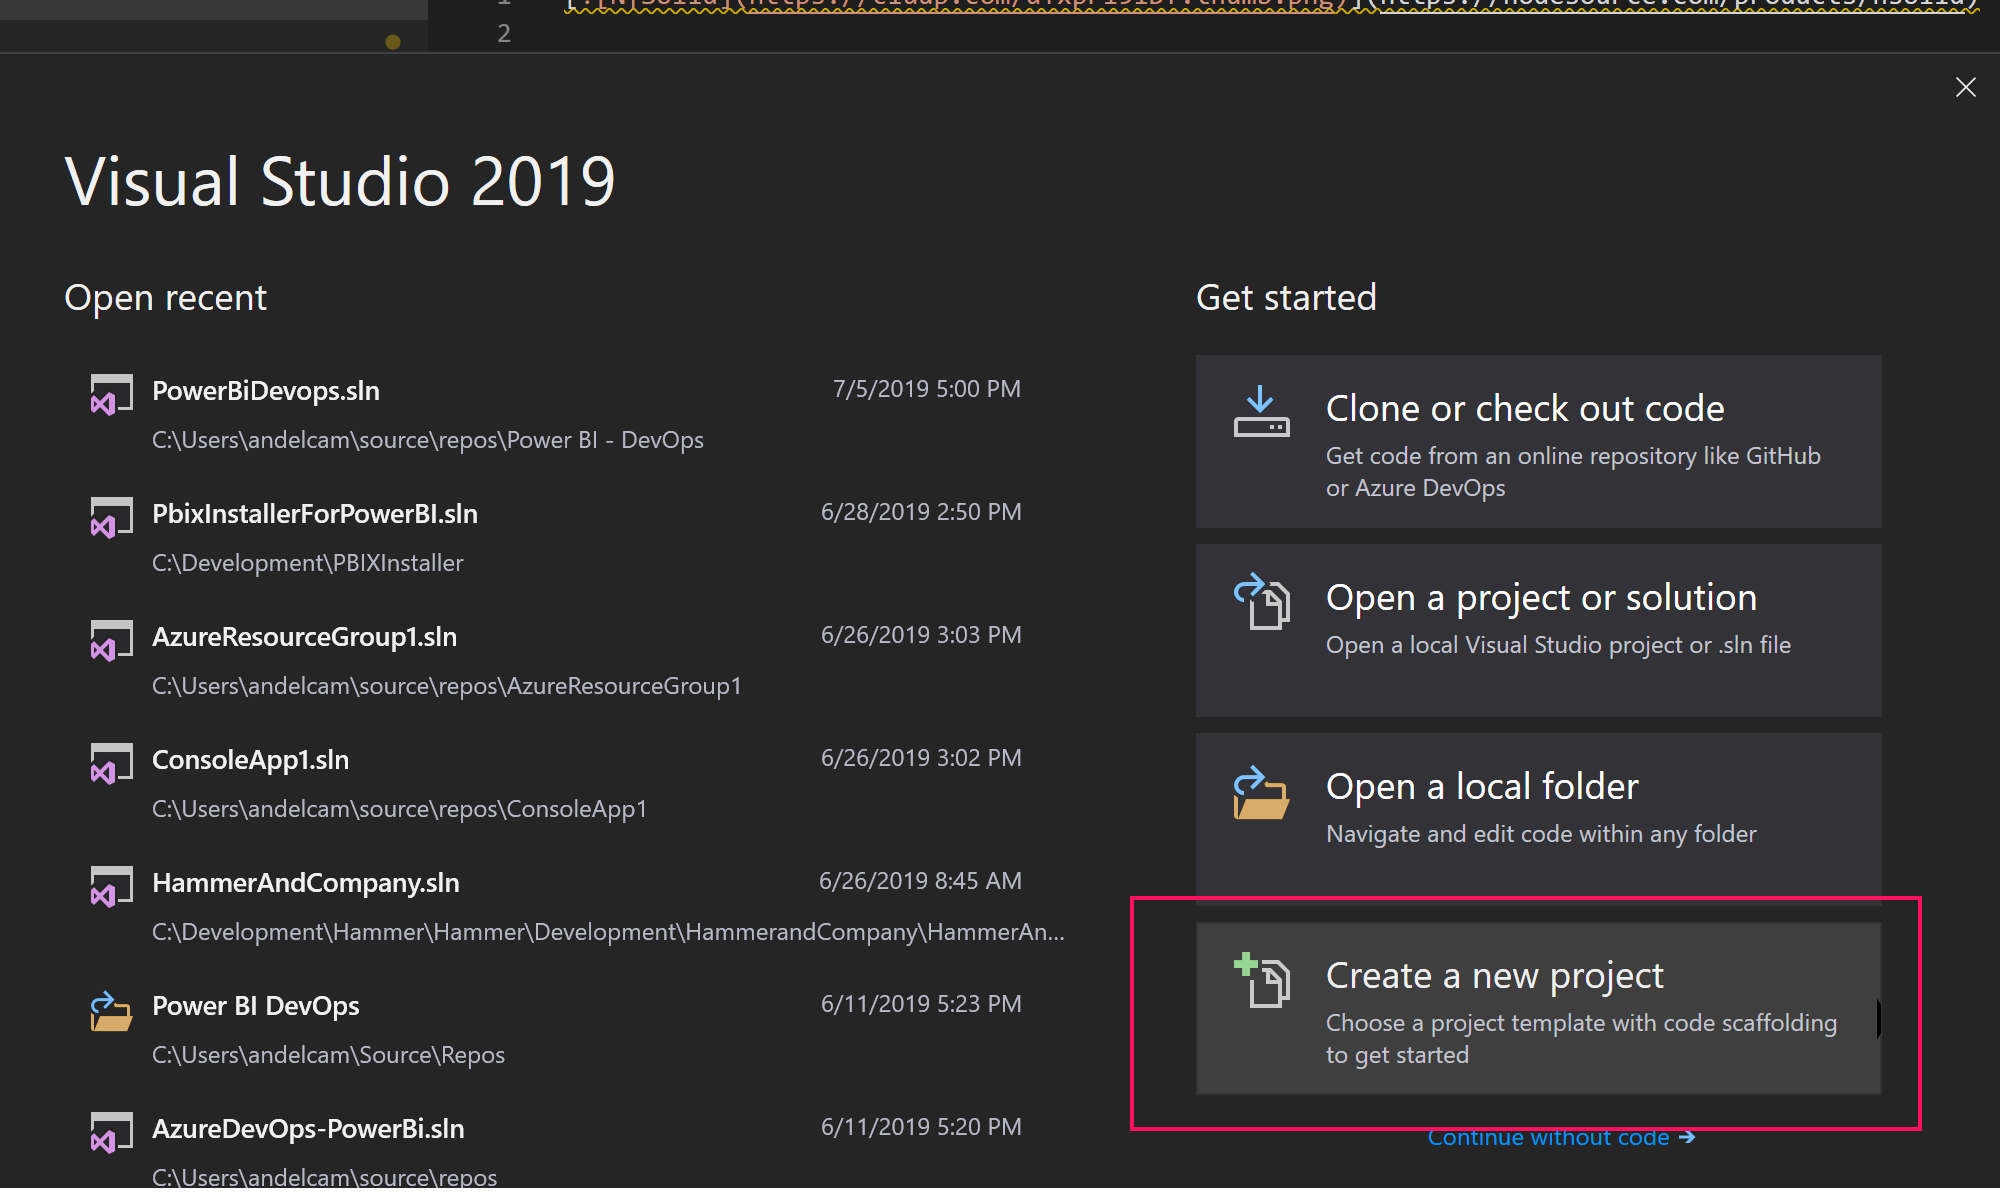 2
Visual Studio 2019
Open recent
PowerBiDevops.sln
7/5/2019 5:00 PM
C:\Users\andelcam\source\repos\Power BI - DevOps
PbixInstallerForPowerBI.sln
6/28/2019 2:50 PM
C:\Development\PBIXInstaller
AzureResourceGroup1.sln
6/26/2019 3:03 PM
C:\Users\andelcam\source\repos\AzureResourceGroup1
ConsoleApp1.sln
6/26/2019 3:02 PM
C:\Users\andelcam\source\repos\ConsoleApp1
HammerAndCompany.sln
6/26/2019 8:45 AM
C:\Development\Hammer\Hammer\Development\HammerandCompany\HammerAn...
Power BI DevOps
6/11/2019 5:23 PM
C:\Users\andelcam\Source\Repos
AzureDevOps-PowerBi.sln
6/11/2019 5:20 PM
C:\Users\andelcam\source\repos
Get started
Clone or check out code
Get code from an online repository like GitHub
or Azure DevOps
Open a project or solution
Open a local Visual Studio project or .sln file
Open a local folder
Navigate and edit code within any folder
Create a new project
Choose a project template with code scaffolding
to get started
Continue without code →